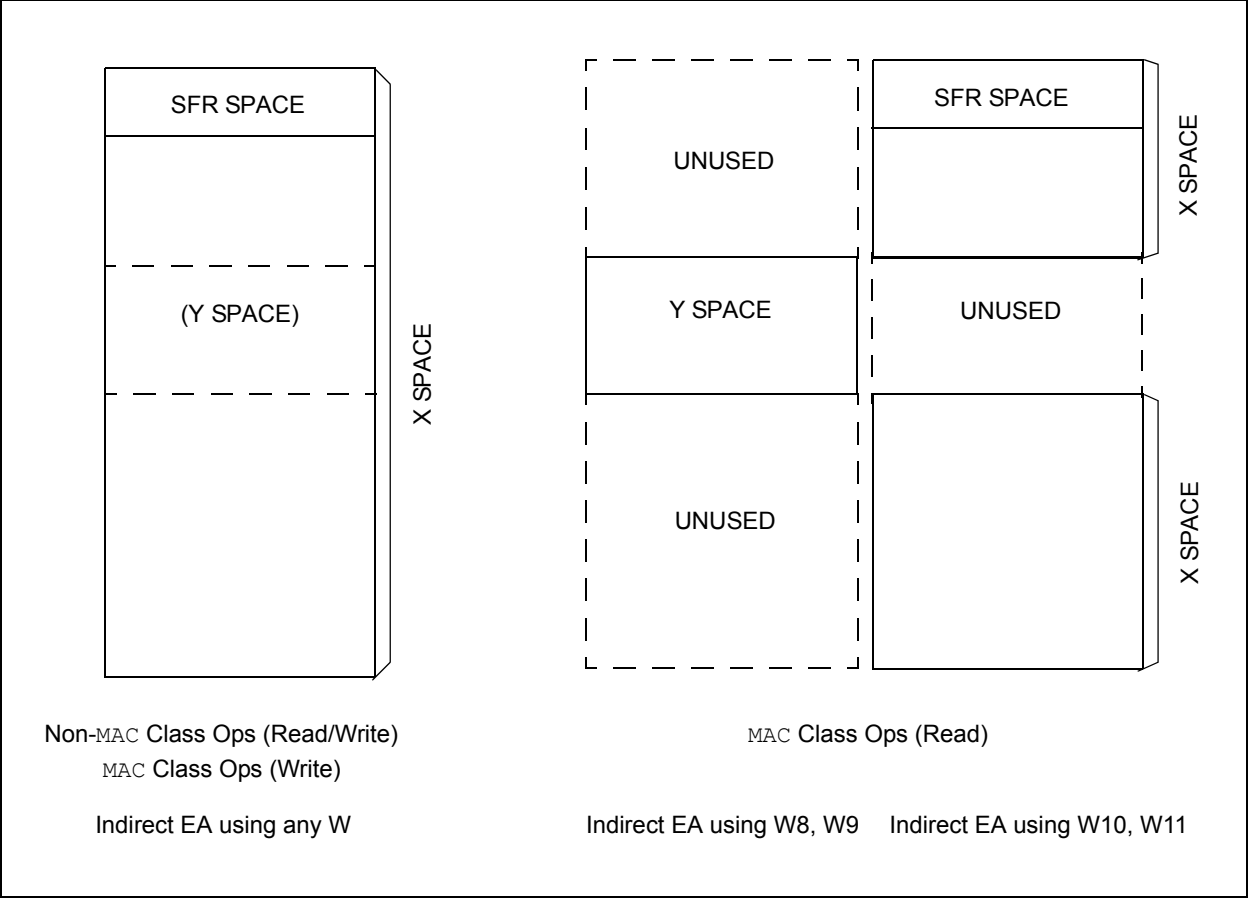 SFR SPACE
(Y SPACE)
X SPACE
Non-MAC Class Ops (Read/Write)
MAC Class Ops (Write)
Indirect EA using any W
UNUSED
Y SPACE
UNUSED
SFR SPACE
X SPACE
UNUSED
X SPACE
MAC Class Ops (Read)
Indirect EA using W8, W9
Indirect EA using W10, W11